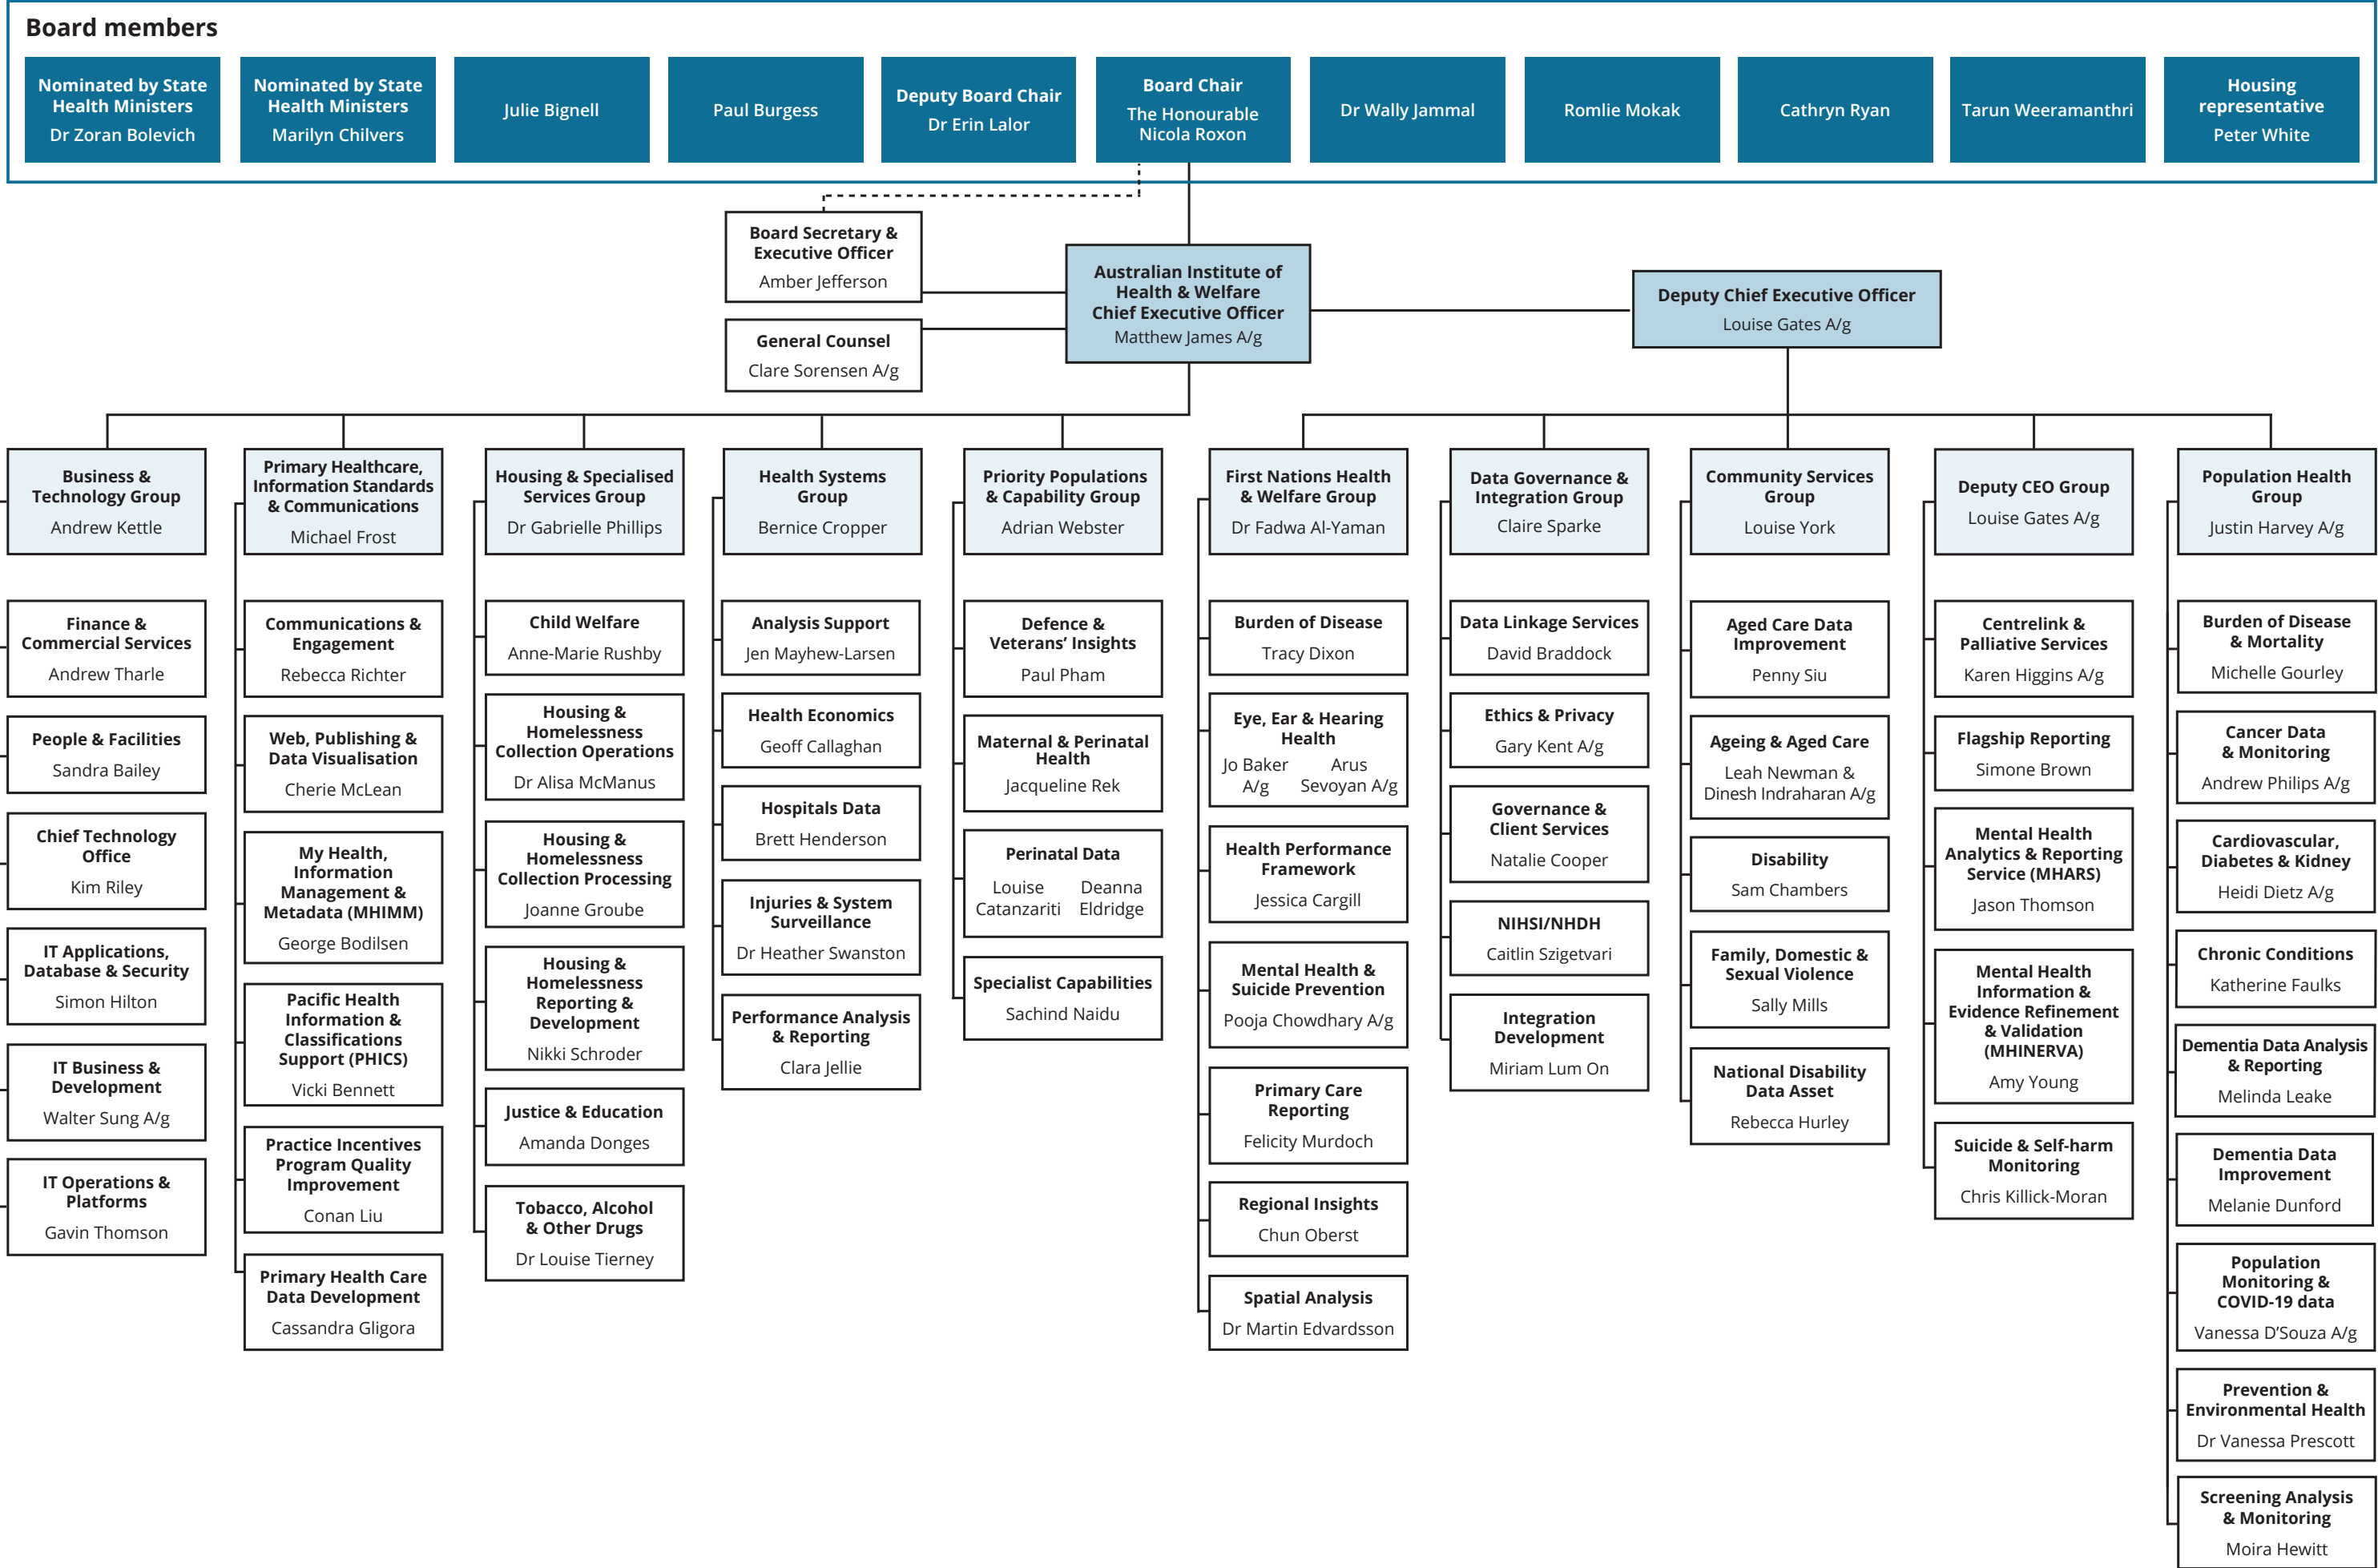 Board members
Nominated by State
Health Ministers
Dr Zoran Bolevich
Nominated by State
Health Ministers
Marilyn Chilvers
Julie Bignell
Paul Burgess
Deputy Board Chair
Dr Erin Lalor
Board Chair
The Honourable
Nicola Roxon
Dr Wally Jammal
Romlie Mokak
Cathryn Ryan
Tarun Weeramanthri
Housing
representative
Peter White
Board Secretary &
Executive Officer
Amber Jefferson
General Counsel
Clare Sorensen A/g
Australian Institute of
Health & Welfare
Chief Executive Officer
Matthew James A/g
Deputy Chief Executive Officer
Louise Gates A/g
Business &
Technology Group
Andrew Kettle
Finance &
Commercial Services
Andrew Tharle
People & Facilities
Sandra Bailey
Chief Technology
Office
Kim Riley
IT Applications,
Database & Security
Simon Hilton
IT Business &
Development
Walter Sung A/g
IT Operations &
Platforms
Gavin Thomson
Primary Healthcare,
Information Standards
& Communications
Michael Frost
Communications &
Engagement
Rebecca Richter
Web, Publishing &
Data Visualisation
Cherie McLean
My Health,
Information
Management &
Metadata (MHIMM)
George Bodilsen
Pacific Health
Information &
Classifications
Support (PHICS)
Vicki Bennett
Practice Incentives
Program Quality
Improvement
Conan Liu
Primary Health Care
Data Development
Cassandra Gligora
Housing & Specialised
Services Group
Dr Gabrielle Phillips
Child Welfare
Anne-Marie Rushby
Housing &
Homelessness
Collection Operations
Dr Alisa McManus
Housing &
Homelessness
Collection Processing
Joanne Groube
Housing &
Homelessness
Reporting &
Development
Nikki Schroder
Justice & Education
Amanda Donges
Tobacco, Alcohol
& Other Drugs
Dr Louise Tierney
Health Systems
Group
Bernice Cropper
Analysis Support
Jen Mayhew-Larsen
Health Economics
Geoff Callaghan
Hospitals Data
Brett Henderson
Injuries & System
Surveillance
Dr Heather Swanston
Performance Analysis
& Reporting
Clara Jellie
Priority Populations
& Capability Group
Adrian Webster
Defence &
Veterans’ Insights
Paul Pham
Maternal & Perinatal
Health
Jacqueline Rek
Perinatal Data
Louise
Catanzariti
Deanna
Eldridge
Specialist Capabilities
Sachind Naidu
First Nations Health
& Welfare Group
Dr Fadwa Al-Yaman
Burden of Disease
Tracy Dixon
Eye, Ear & Hearing
Health
Jo Baker
A/g
Arus
Sevoyan A/g
Health Performance
Framework
Jessica Cargill
Mental Health &
Suicide Prevention
Pooja Chowdhary A/g
Primary Care
Reporting
Felicity Murdoch
Regional Insights
Chun Oberst
Spatial Analysis
Dr Martin Edvardsson
Data Governance &
Integration Group
Claire Sparke
Data Linkage Services
David Braddock
Ethics & Privacy
Gary Kent A/g
Governance &
Client Services
Natalie Cooper
NIHSI/NHDH
Caitlin Szigetvari
Integration
Development
Miriam Lum On
Community Services
Group
Louise York
Aged Care Data
Improvement
Penny Siu
Ageing & Aged Care
Leah Newman &
Dinesh Indraharan A/g
Disability
Sam Chambers
Family, Domestic &
Sexual Violence
Sally Mills
National Disability
Data Asset
Rebecca Hurley
Deputy CEO Group
Louise Gates A/g
Centrelink &
Palliative Services
Karen Higgins A/g
Flagship Reporting
Simone Brown
Mental Health
Analytics & Reporting
Service (MHARS)
Jason Thomson
Mental Health
Information &
Evidence Refinement
& Validation
(MHINERVA)
Amy Young
Suicide & Self-harm
Monitoring
Chris Killick-Moran
Population Health
Group
Justin Harvey A/g
Burden of Disease
& Mortality
Michelle Gourley
Cancer Data
& Monitoring
Andrew Philips A/g
Cardiovascular,
Diabetes & Kidney
Heidi Dietz A/g
Chronic Conditions
Katherine Faulks
Dementia Data Analysis
& Reporting
Melinda Leake
Dementia Data
Improvement
Melanie Dunford
Population
Monitoring &
COVID-19 data
Vanessa D’Souza A/g
Prevention &
Environmental Health
Dr Vanessa Prescott
Screening Analysis
& Monitoring
Moira Hewitt